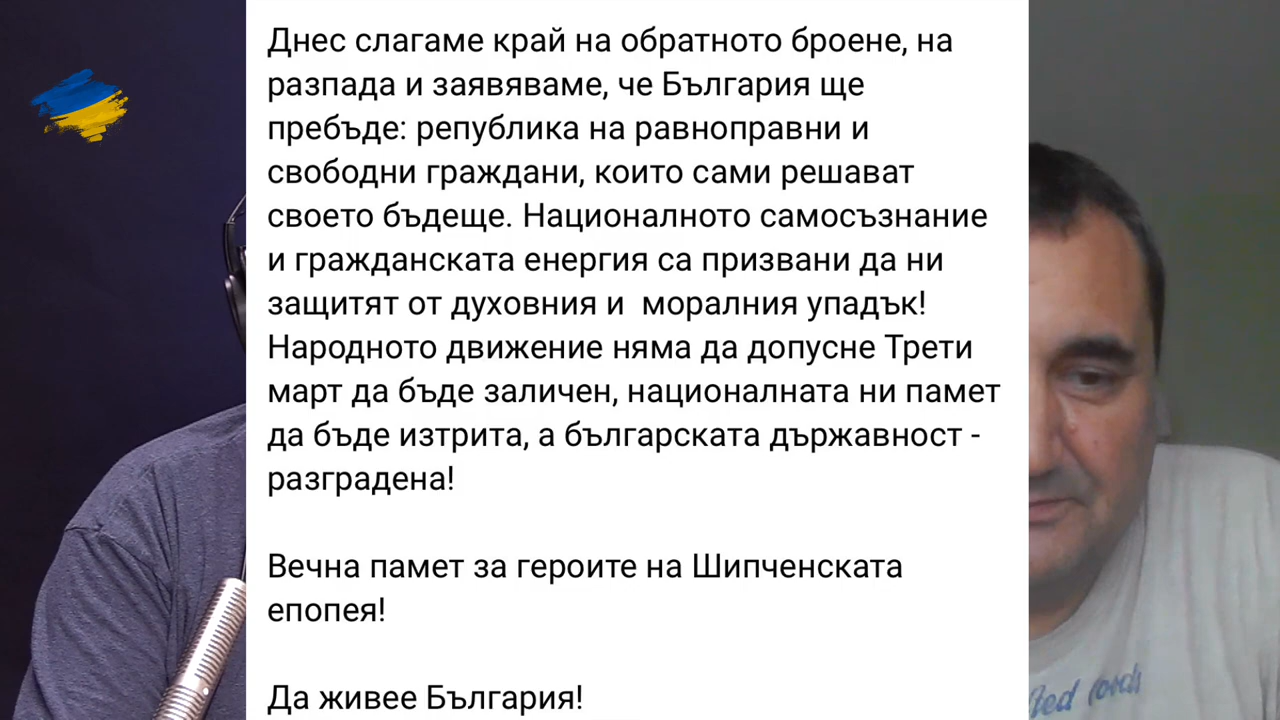 Днес слагаме край на обратното броене, на
разпада и заявяваме, че България ще
пребъде: република на равноправни и
свободни граждани, които сами решават
своето бъдеще. Националното самосъзнание
и гражданската енергия са призвани да ни
защитят от духовния и  моралния упадък!
Народното движение няма да допусне Трети
март да бъде заличен, националната ни памет
да бъде изтрита, а българската държавност -
разградена!
Вечна памет за героите на Шипченската
епопея!
Да живее България!